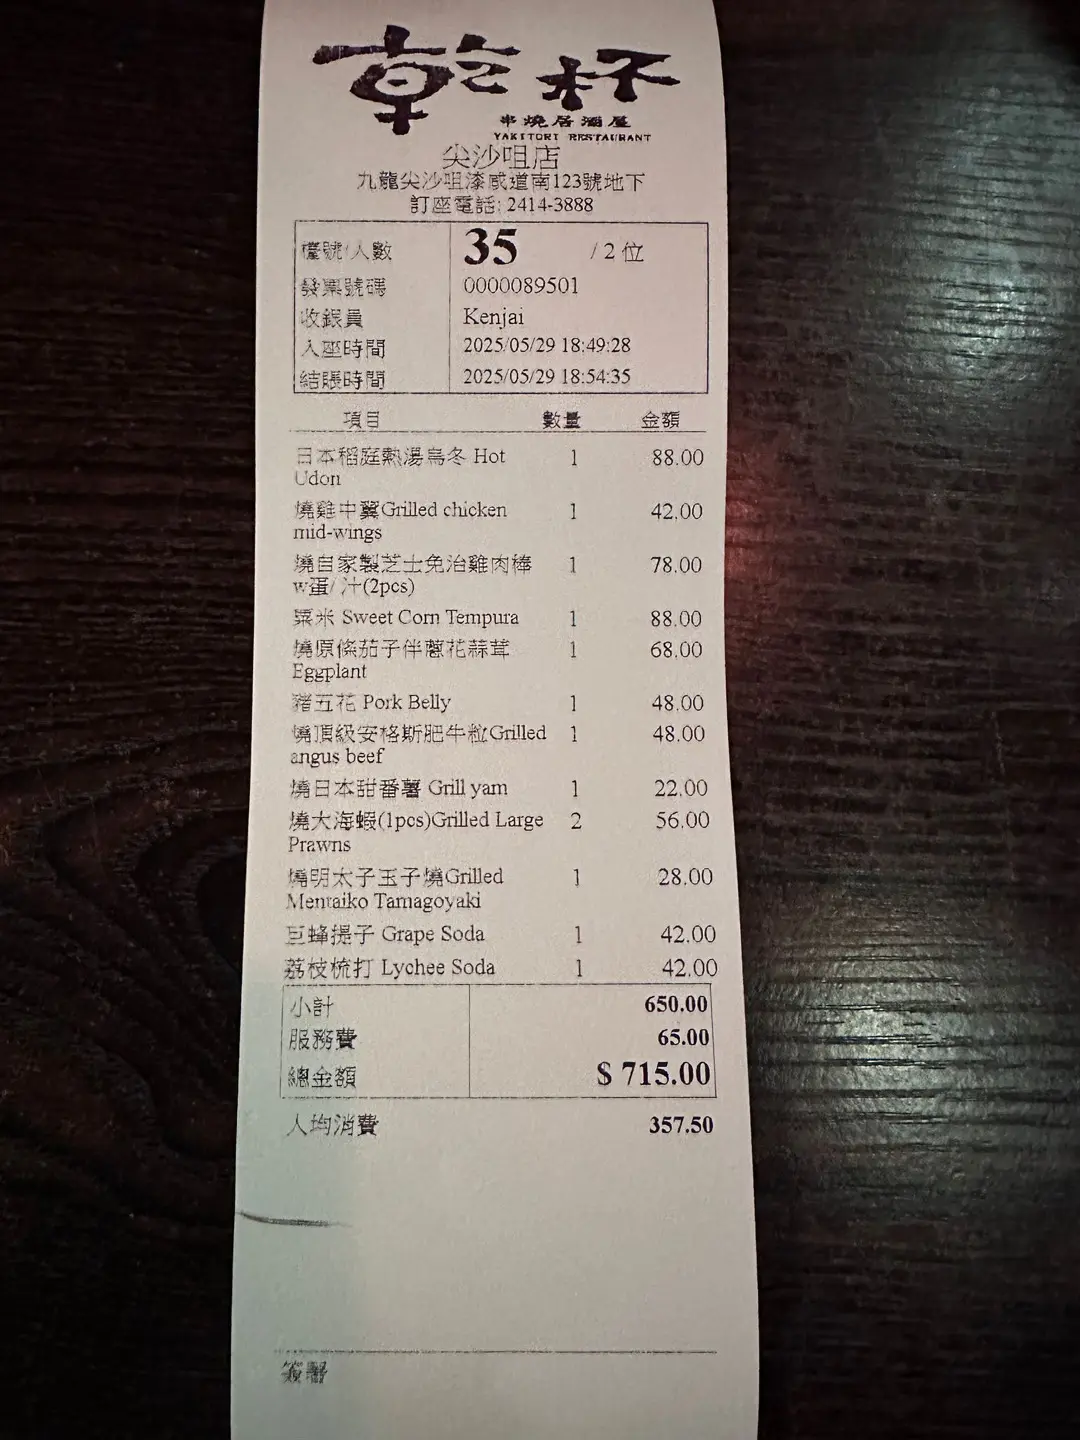 乾杯
串燒居酒屋
YAKITORI RESTAURANT
尖沙咀店
九龍尖沙咀漆咸道南123號地下
訂座電話: 2414-3888
檯號/人數 35 / 2 位
發票號碼 0000089501
收銀員 Kenjai
入座時間 2025/05/29 18:49:28
結賬時間 2025/05/29 18:54:35
項目 數量 金額
日本稻庭熱湯烏冬 Hot 1 88.00
Udon
燒雞中翼Grilled chicken 1 42.00
mid-wings
燒自家製芝士免治雞肉棒 1 78.00
w蛋/ 汁(2pcs)
粟米 Sweet Corn Tempura 1 88.00
燒原條茄子伴蔥花蒜茸 1 68.00
Eggplant
豬五花 Pork Belly 1 48.00
燒頂級安格斯肥牛粒Grilled 1 48.00
angus beef
燒日本甜番薯 Grill yam 1 22.00
燒大海蝦(1pcs)Grilled Large 2 56.00
Prawns
燒明太子玉子燒Grilled 1 28.00
Mentaiko Tamagoyaki
巨蜂提子 Grape Soda 1 42.00
荔枝梳打 Lychee Soda 1 42.00
小計 650.00
服務費 65.00
總金額 $ 715.00
人均消費 357.50
簽署